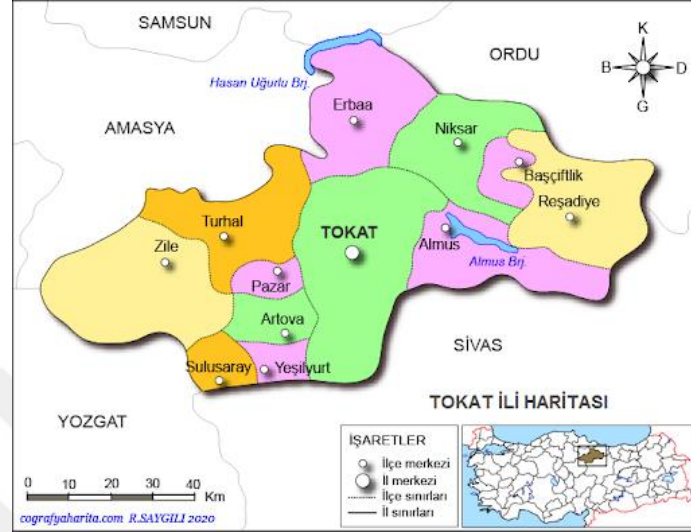 SAMSUN
ORDU
K
B D
G
Hasan Uğurlu Brj.
Erbaa
AMASYA
Niksar
Başçiftlik
Reşadiye
Turhal
TOKAT
Almus
Zile
Almus Brj.
Pazar
Artova
SİVAS
Sulusaray
Yeşilyurt
TOKAT İLİ HARİTASI
YOZGAT
İŞARETLER
İlçe merkezi
İl merkezi
İlçe sınırları
İl sınırları
0 10 20 30 40 Km
cografyaharita.com R.SAYGILI 2020